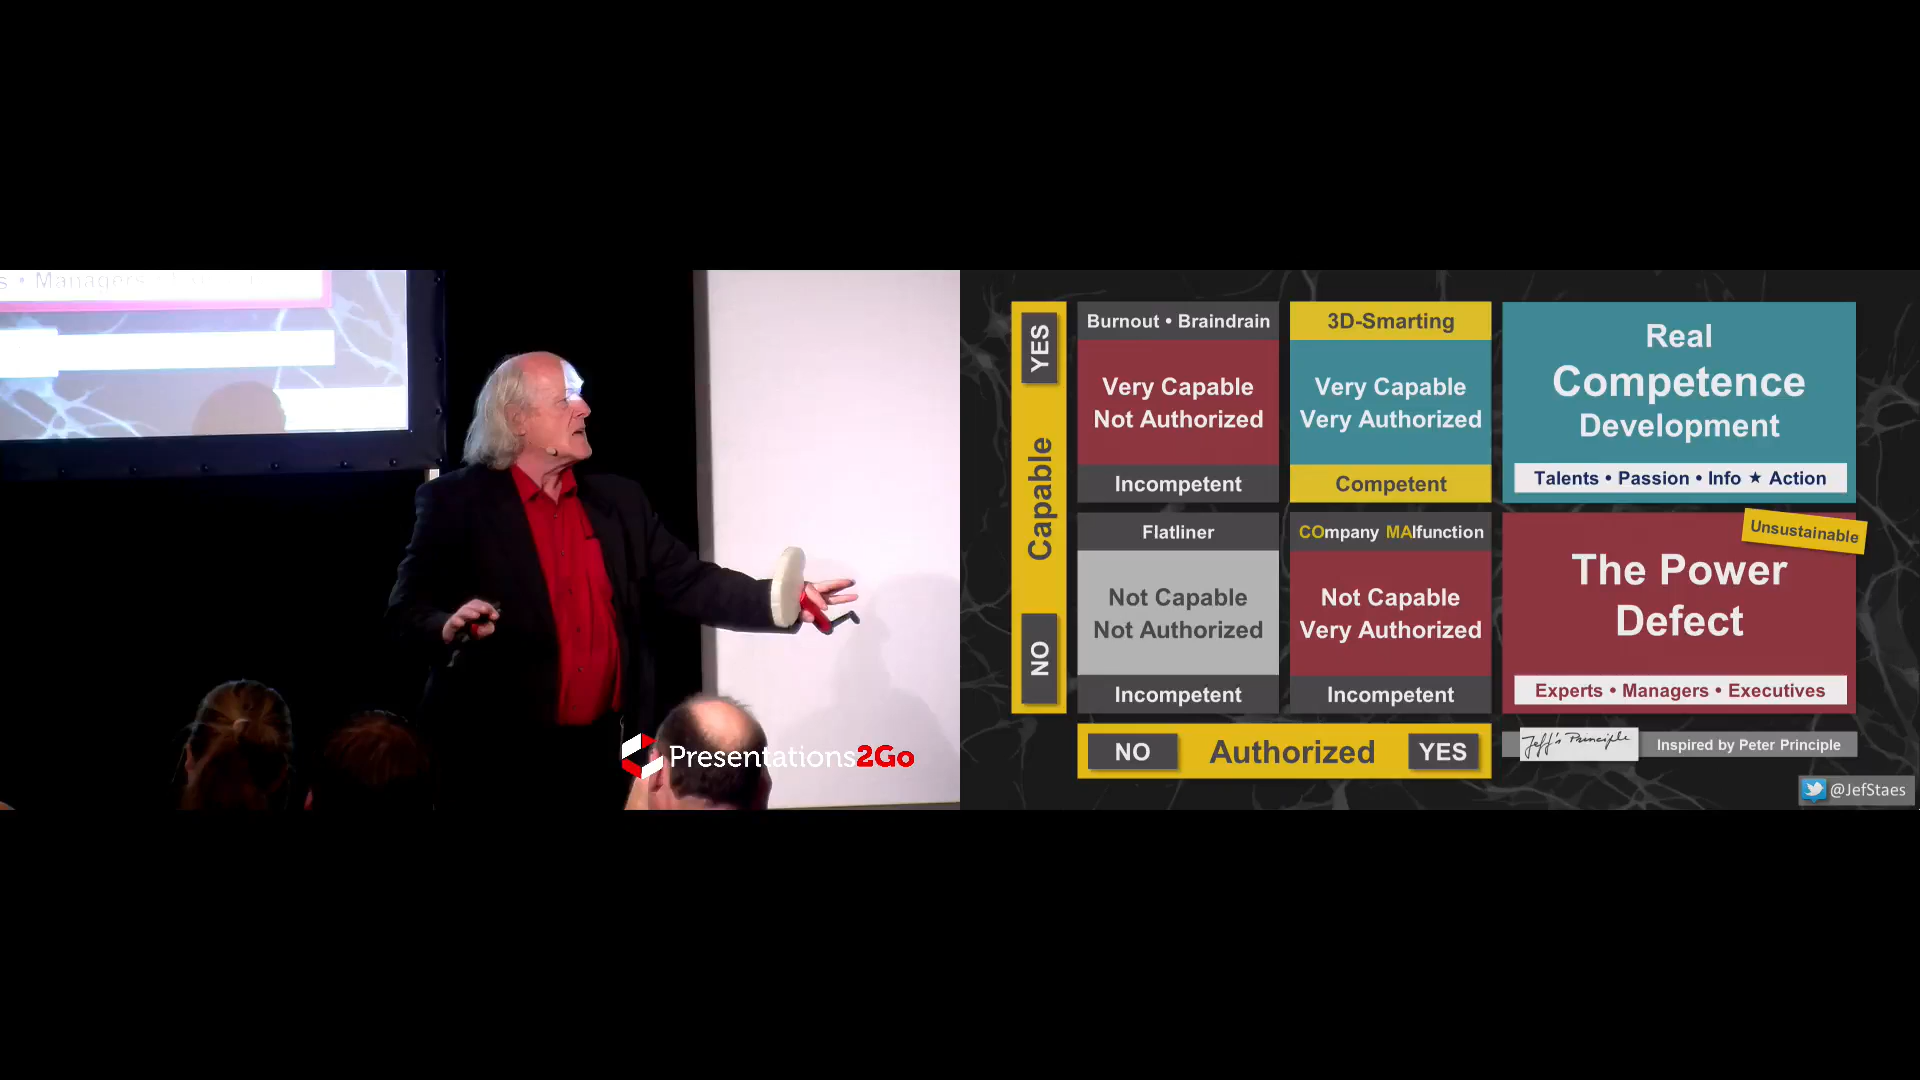 • Managers
Presentations2Go
YES
Capable
NO
Burnout • Braindrain
Very Capable
Not Authorized
Incompetent
3D-Smarting
Very Capable
Very Authorized
Competent
Real
Competence
Development
Talents • Passion • Info ★ Action
Flatliner
Not Capable
Not Authorized
Incompetent
COmpany MAlfunction
Not Capable
Very Authorized
Incompetent
Unsustainable
The Power
Defect
Experts • Managers • Executives
NO Authorized YES
Jeff's Principle
Inspired by Peter Principle
@JefStaes